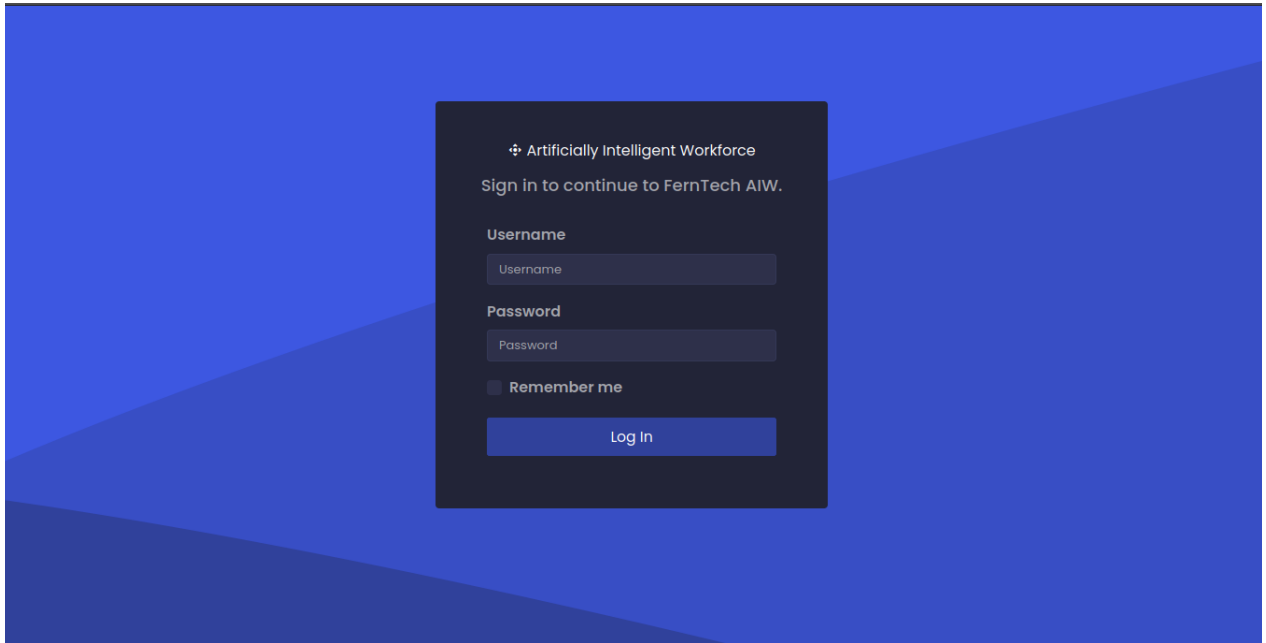 Artificially Intelligent Workforce
Sign in to continue to FernTech AIW.
Username
Username
Password
Password
Remember me
Log In